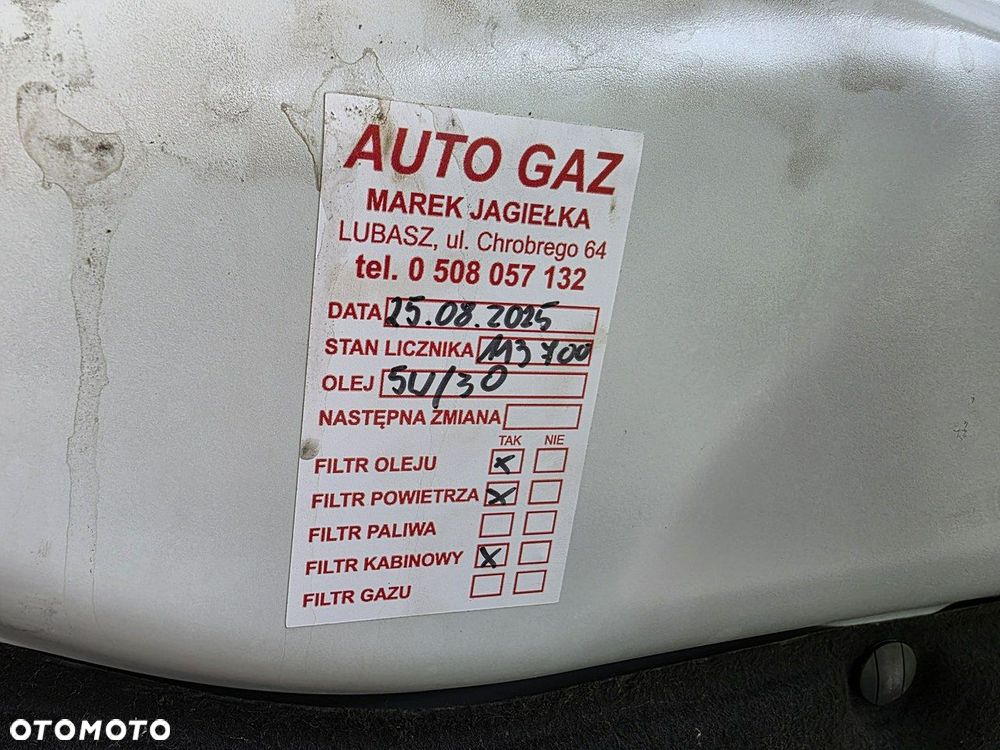 AUTO GAZ
MAREK JAGIEŁKA
LUBASZ, ul. Chrobrego 64
tel. 0 508 057 132
DATA 25.08.2025
STAN LICZNIKA 113 700
OLEJ 5W/30
NASTĘPNA ZMIANA
TAK NIE
FILTR OLEJU x
FILTR POWIETRZA x
FILTR PALIWA
FILTR KABINOWY x
FILTR GAZU
OTOMOTO